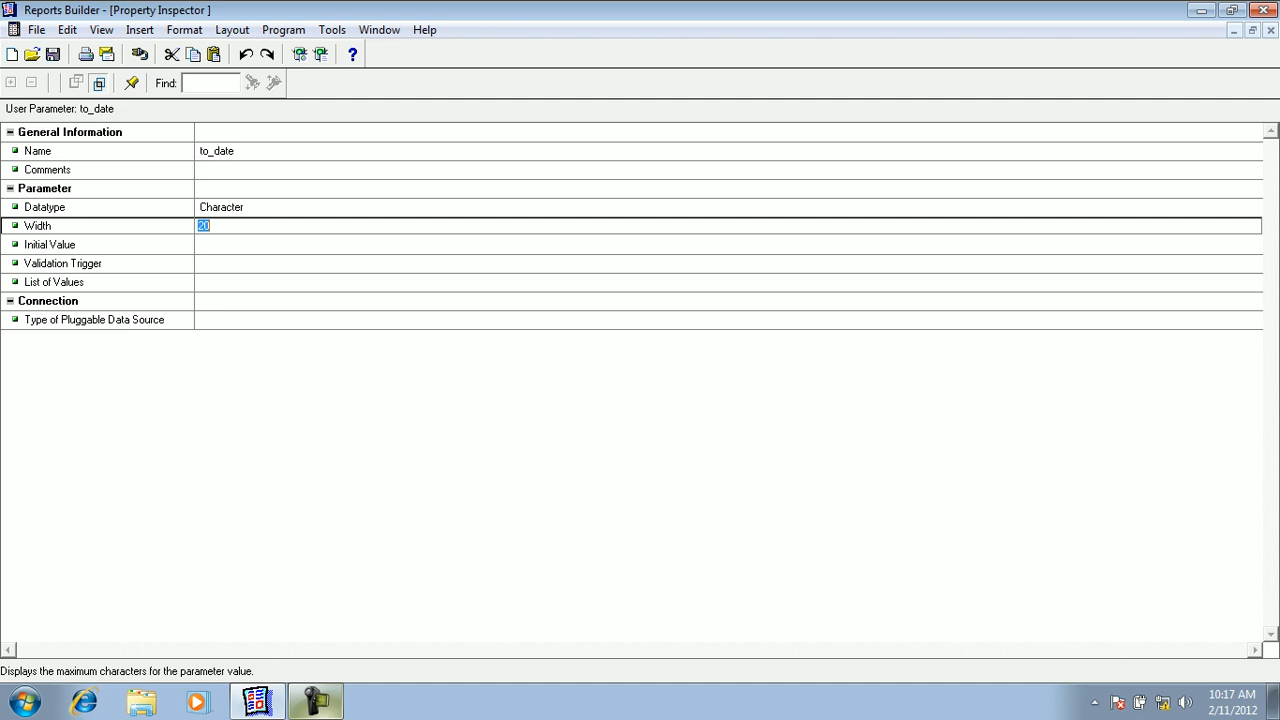 Reports Builder - [Property Inspector ]
File Edit View Insert Format Layout Program Tools Window Help
Find:
User Parameter: to_date
General Information
Name to_date
Comments
Parameter
Datatype Character
Width 20
Initial Value
Validation Trigger
List of Values
Connection
Type of Pluggable Data Source
Displays the maximum characters for the parameter value.
10:17 AM
2/11/2012